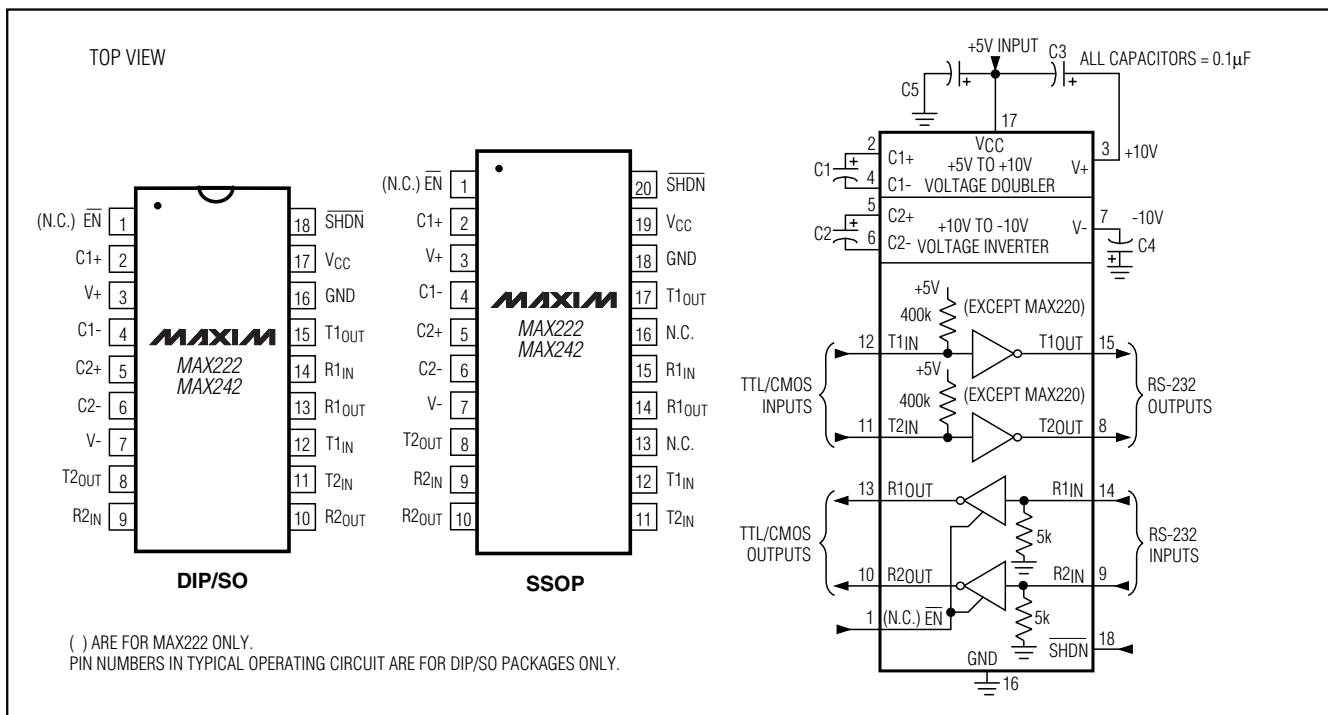 TOP VIEW
(N.C.) EN 1
C1+ 2
V+ 3
C1- 4
C2+ 5
C2- 6
V- 7
T2OUT 8
R2IN 9
18 SHDN
17 VCC
16 GND
15 T1OUT
14 R1IN
13 R1OUT
12 T1IN
11 T2IN
10 R2OUT
MAXIM
MAX222
MAX242
DIP/SO
(N.C.) EN 1
C1+ 2
V+ 3
C1- 4
C2+ 5
C2- 6
V- 7
T2OUT 8
R2IN 9
R2OUT 10
20 SHDN
19 VCC
18 GND
17 T1OUT
16 N.C.
15 R1IN
14 R1OUT
13 N.C.
12 T1IN
11 T2IN
MAXIM
MAX222
MAX242
SSOP
( ) ARE FOR MAX222 ONLY.
PIN NUMBERS IN TYPICAL OPERATING CIRCUIT ARE FOR DIP/SO PACKAGES ONLY.
+5V INPUT
C3
ALL CAPACITORS = 0.1µF
C5
+
+
17
VCC
2
C1+
+5V TO +10V
V+
3
+10V
C1
+
4
C1-
VOLTAGE DOUBLER
5
C2+
+10V TO -10V
V-
7
-10V
C2
+
6
C2-
VOLTAGE INVERTER
C4
+
+5V
400k
(EXCEPT MAX220)
12
T1IN
T1OUT
15
TTL/CMOS
INPUTS
+5V
400k
(EXCEPT MAX220)
RS-232
OUTPUTS
11
T2IN
T2OUT
8
13
R1OUT
R1IN
14
5k
TTL/CMOS
OUTPUTS
RS-232
INPUTS
10
R2OUT
R2IN
9
5k
1
(N.C.) EN
SHDN
18
GND
16